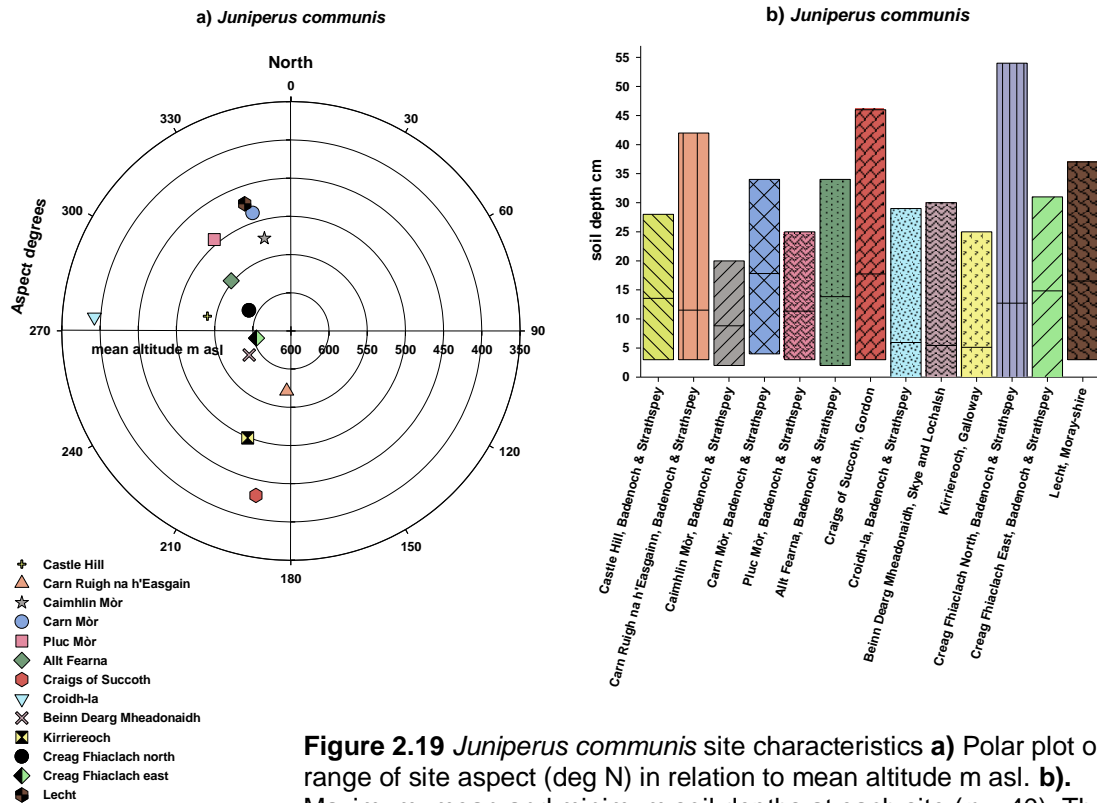 a) Juniperus communis
North
0
30
60
90
120
150
180
210
240
270
300
330
Aspect degrees
mean altitude m asl
600 600 550 500 450 400 350
Castle Hill
Carn Ruigh na h'Easgain
Caimhlin Mòr
Carn Mòr
Pluc Mòr
Allt Fearna
Craigs of Succoth
Croidh-la
Beinn Dearg Mheadonaidh
Kirriereoch
Creag Fhiaclach north
Creag Fhiaclach east
Lecht
b) Juniperus communis
soil depth cm
55
50
45
40
35
30
25
20
15
10
5
0
Castle Hill, Badenoch & Strathspey
Carn Ruigh na h'Easgainn, Badenoch & Strathspey
Caimhlin Mòr, Badenoch & Strathspey
Carn Mòr, Badenoch & Strathspey
Pluc Mòr, Badenoch & Strathspey
Allt Fearna, Badenoch & Strathspey
Craigs of Succoth, Gordon
Croidh-la, Badenoch & Strathspey
Beinn Dearg Mheadonaidh, Skye and Lochalsh
Kirriereoch, Galloway
Creag Fhiaclach North, Badenoch & Strathspey
Creag Fhiaclach East, Badenoch & Strathspey
Lecht, Moray-shire
Figure 2.19 Juniperus communis site characteristics a) Polar plot o
range of site aspect (deg N) in relation to mean altitude m asl. b).